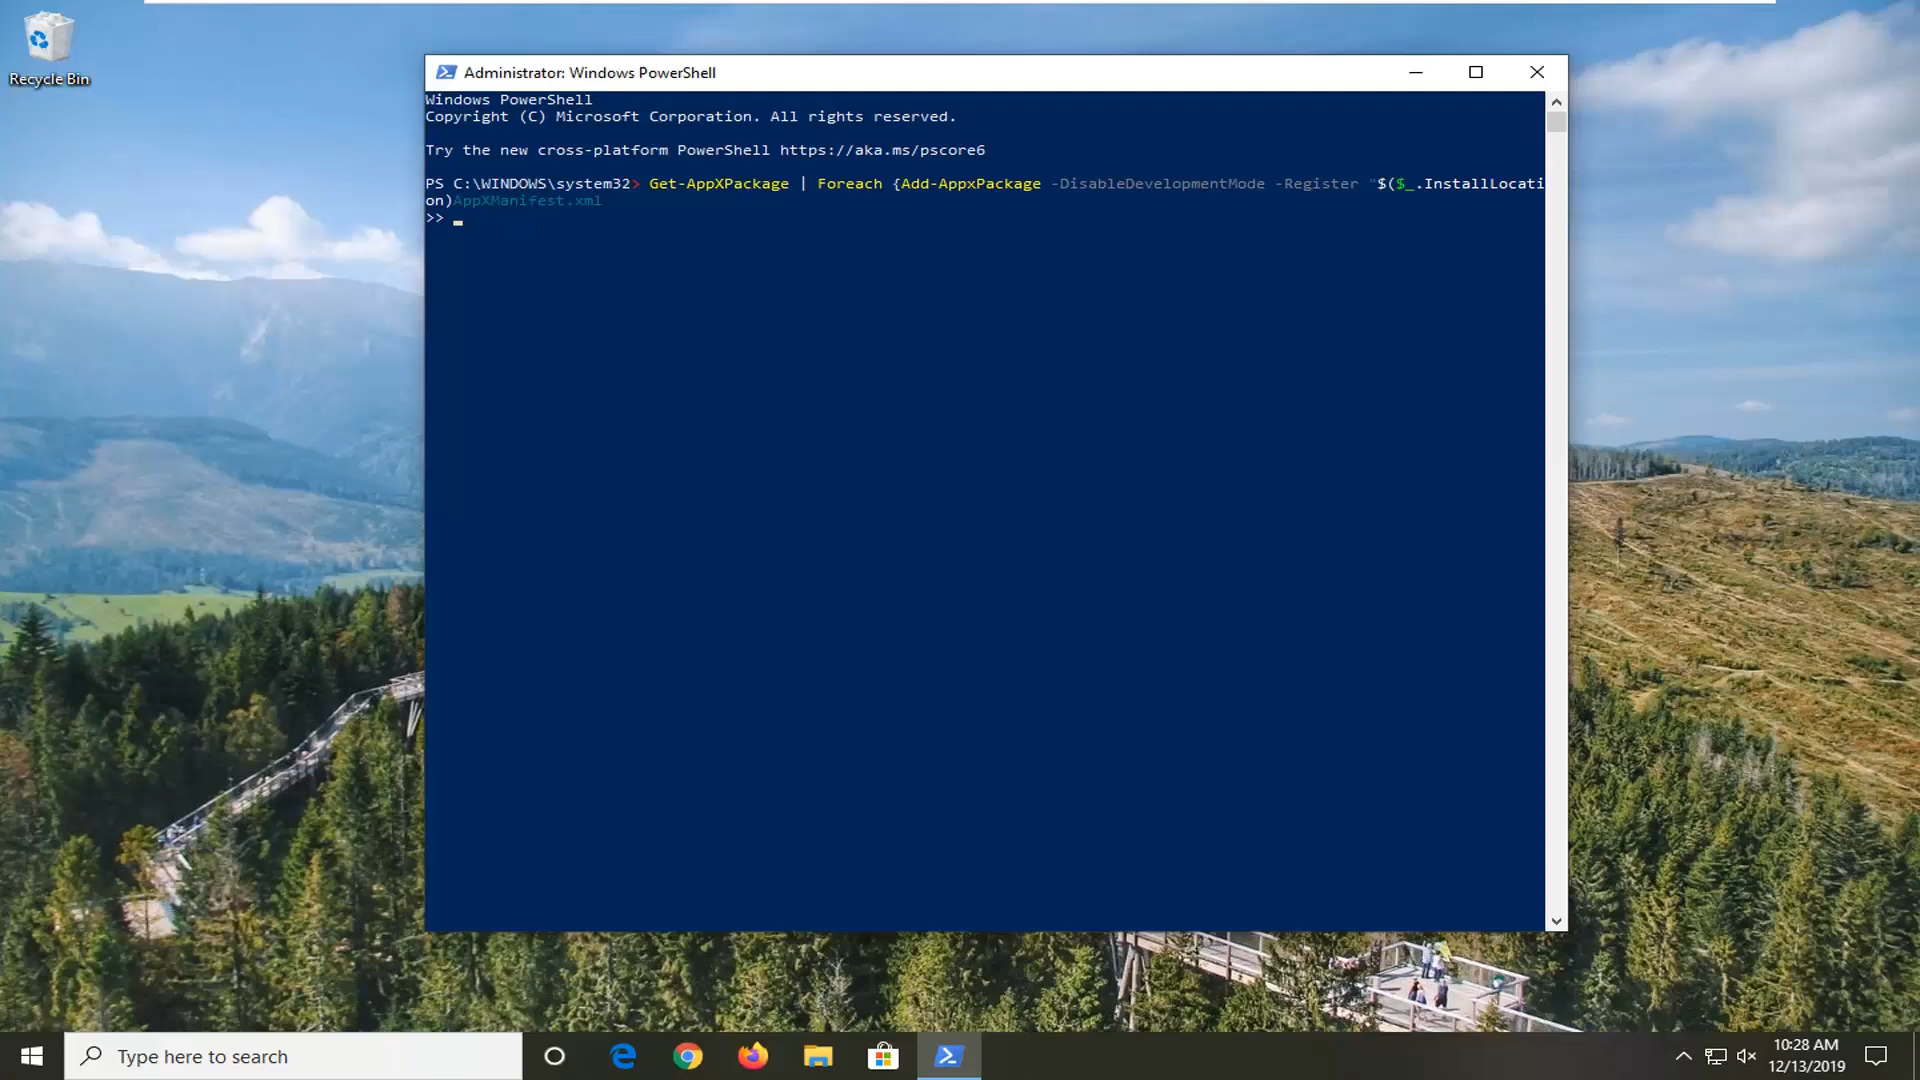 Recycle Bin
Administrator: Windows PowerShell
Windows PowerShell
Copyright (C) Microsoft Corporation. All rights reserved.
Try the new cross-platform PowerShell https://aka.ms/pscore6
PS C:\WINDOWS\system32> Get-AppXPackage | Foreach {Add-AppxPackage -DisableDevelopmentMode -Register "$($_.InstallLocati
on)AppXManifest.xml
>>
Type here to search
10:28 AM
12/13/2019